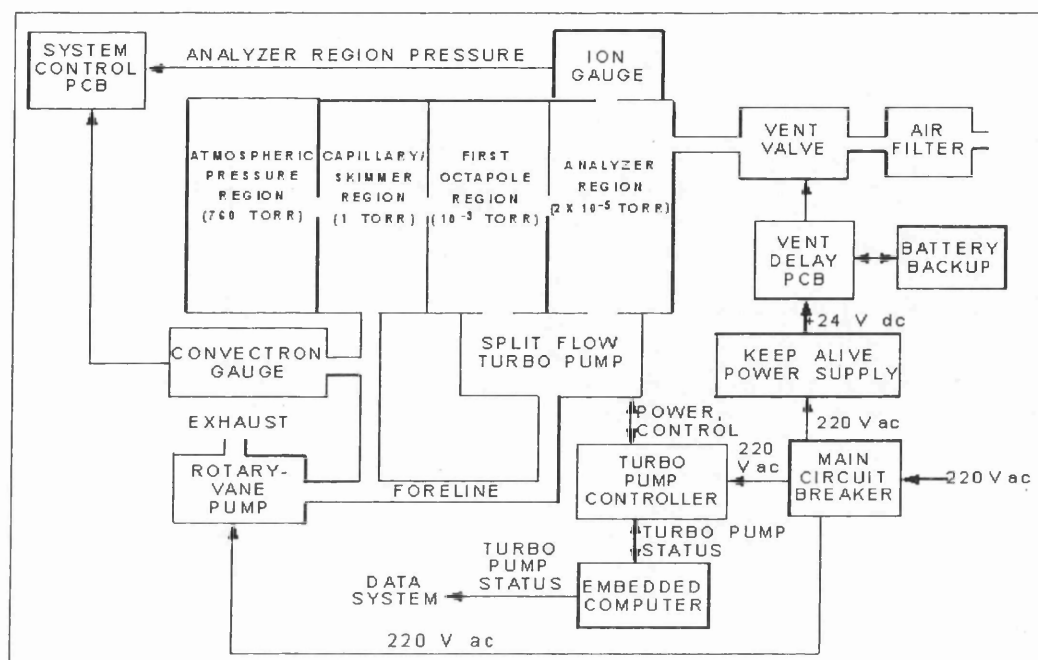 SYSTEM
CONTROL
PCB
ANALYZER REGION PRESSURE
ION
GAUGE
ATMOSPHERIC
PRESSURE
REGION
(760 TORR)
CAPILLARY/
SKIMMER
REGION
(1 TORR)
FIRST
OCTAPOLE
REGION
(10⁻³ TORR)
ANALYZER
REGION
(2 X 10⁻⁵ TORR)
VENT
VALVE
AIR
FILTER
VENT
DELAY
PCB
BATTERY
BACKUP
+24 V dc
KEEP ALIVE
POWER SUPPLY
220 V ac
CONVECTRON
GAUGE
SPLIT FLOW
TURBO PUMP
EXHAUST
ROTARY-
VANE
PUMP
FORELINE
POWER,
CONTROL
TURBO
PUMP
CONTROLLER
220
V ac
MAIN
CIRCUIT
BREAKER
220 V ac
TURBO PUMP
STATUS
TURBO
PUMP
STATUS
DATA
SYSTEM
EMBEDDED
COMPUTER
220 V ac